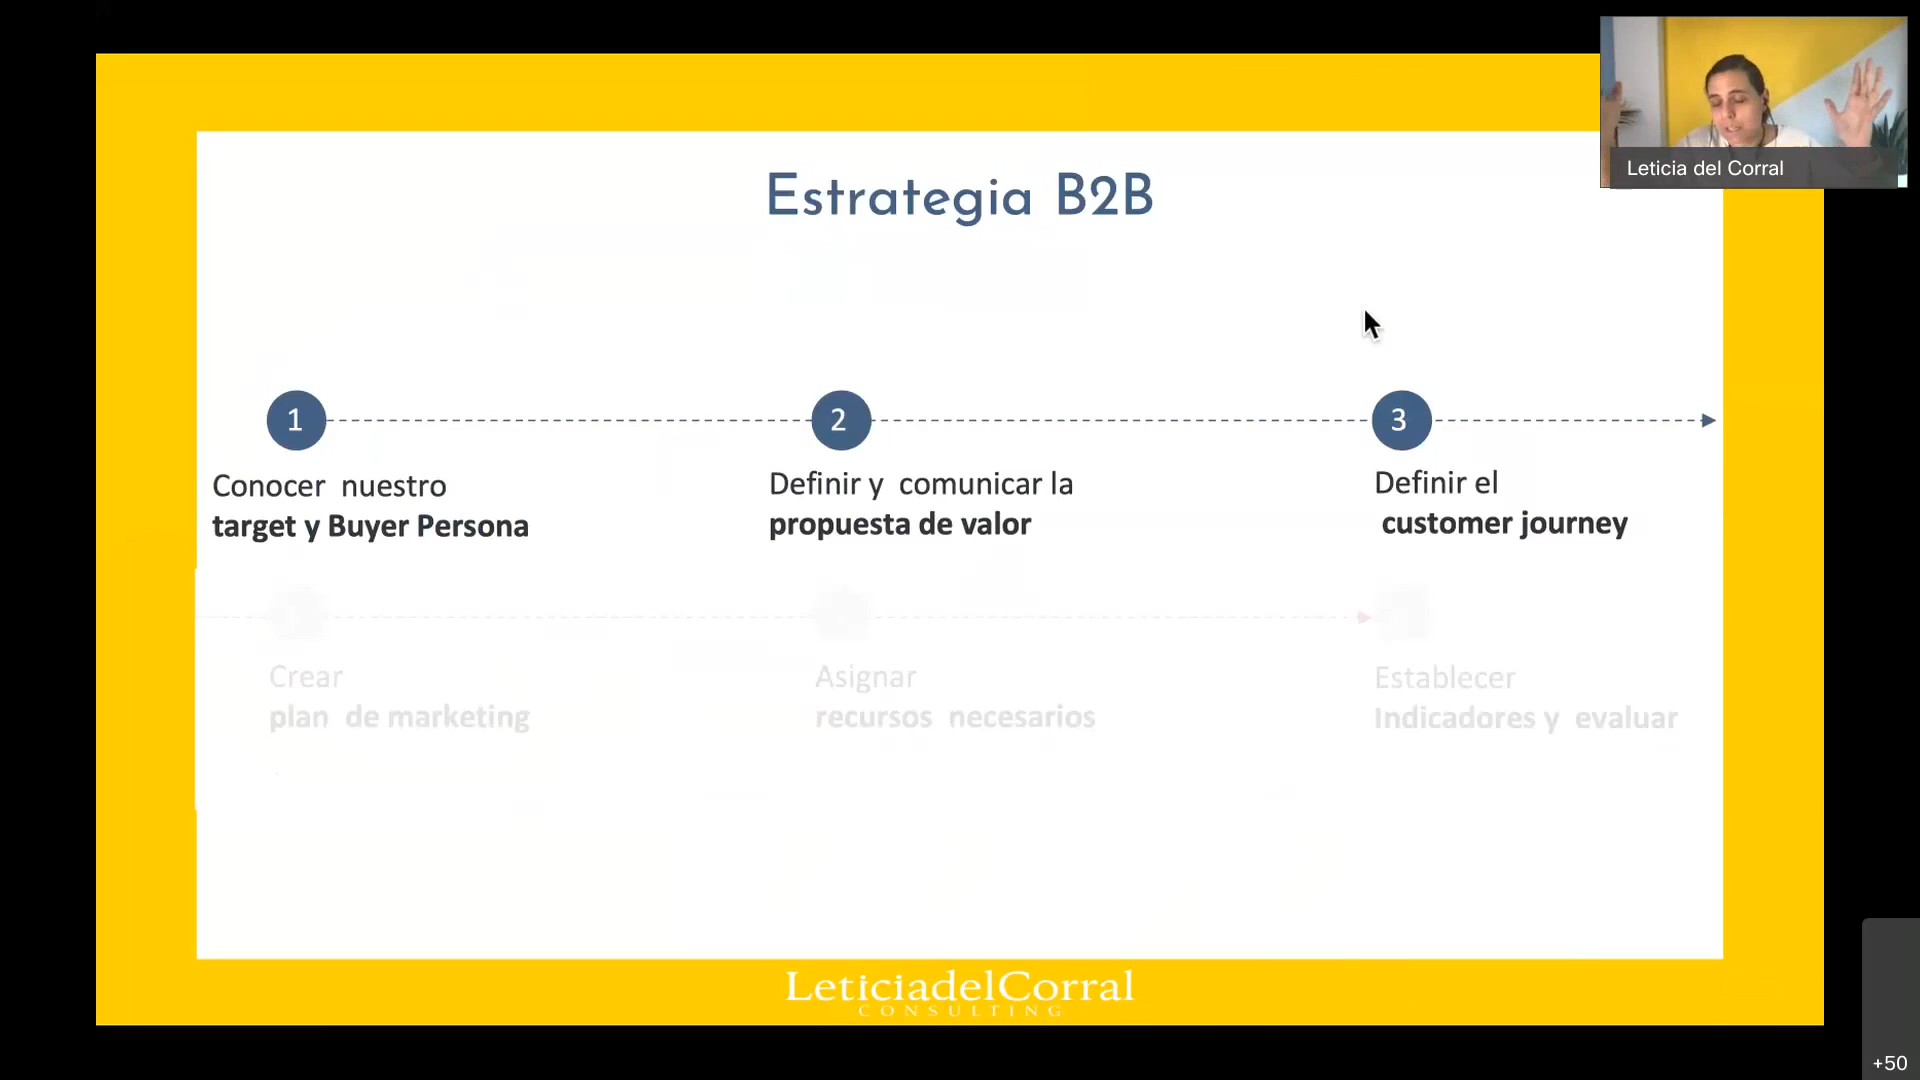 Leticia del Corral
Estrategia B2B
1
2
3
Conocer nuestro
target y Buyer Persona
Definir y comunicar la
propuesta de valor
Definir el
customer journey
Crear
plan de marketing
Asignar
recursos necesarios
Establecer
Indicadores y evaluar
LeticiadelCorral
CONSULTING
+50